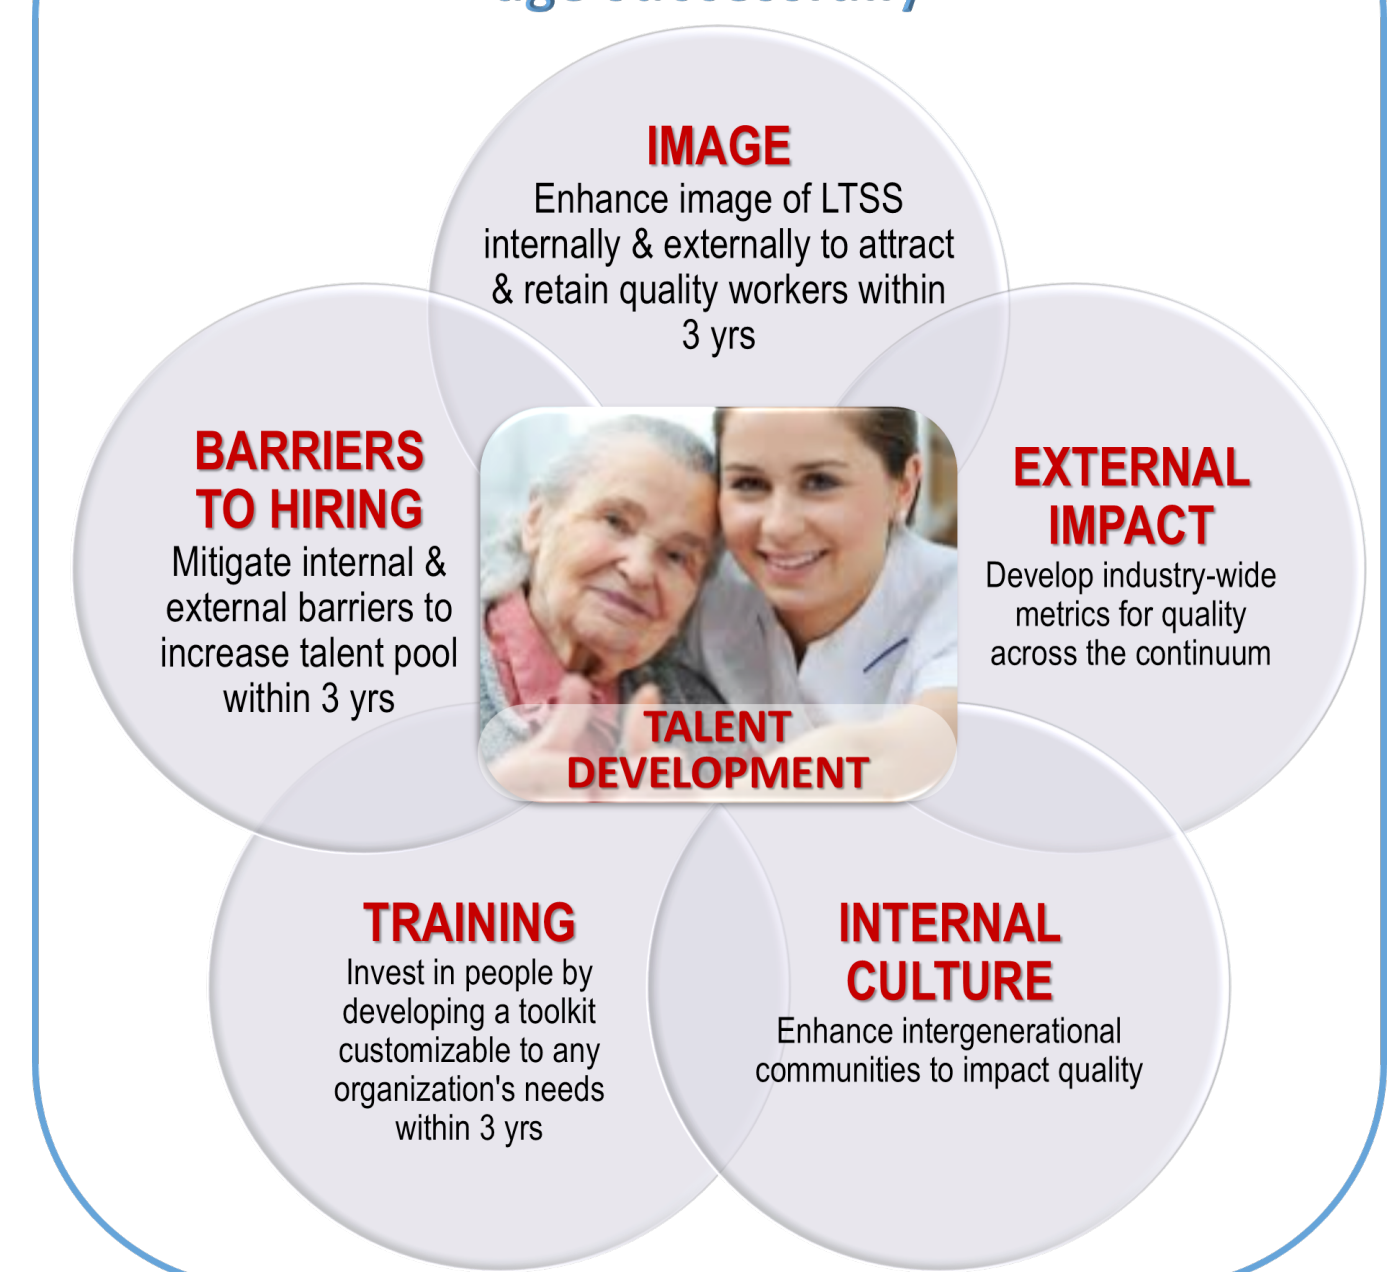 age successfully
IMAGE
Enhance image of LTSS
internally & externally to attract
& retain quality workers within
3 yrs
BARRIERS
TO HIRING
Mitigate internal &
external barriers to
increase talent pool
within 3 yrs
EXTERNAL
IMPACT
Develop industry-wide
metrics for quality
across the continuum
TALENT
DEVELOPMENT
TRAINING
Invest in people by
developing a toolkit
customizable to any
organization's needs
within 3 yrs
INTERNAL
CULTURE
Enhance intergenerational
communities to impact quality